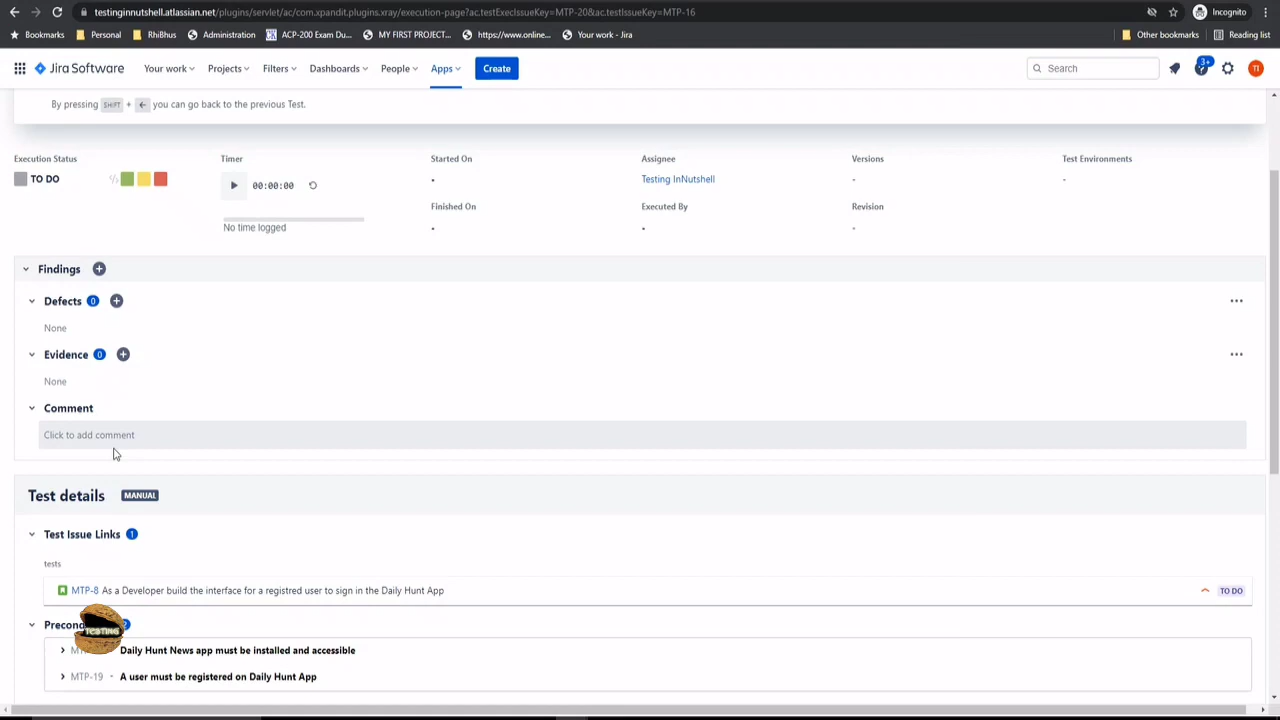 testinginnutshell.atlassian.net/plugins/servlet/ac/com.xpandit.plugins.xray/execution-page?ac.testExecIssueKey=MTP-20&ac.testIssueKey=MTP-16
Incognito
Bookmarks Personal RhiBhus Administration ACP-200 Exam Du... MY FIRST PROJECT... https://www.online... Your work - Jira Other bookmarks Reading list
Jira Software Your work Projects Filters Dashboards People Apps Create Search 3+ TI
By pressing SHIFT + ← you can go back to the previous Test.
Execution Status Timer Started On Assignee Versions Test Environments
TO DO 00:00:00 - Testing InNutshell - -
Finished On Executed By Revision
No time logged - - -
Findings
Defects 0
None
Evidence 0
None
Comment
Click to add comment
Test details MANUAL
Test Issue Links 1
tests
MTP-8 As a Developer build the interface for a registred user to sign in the Daily Hunt App TO DO
TESTING
Daily Hunt News app must be installed and accessible
MTP-19 - A user must be registered on Daily Hunt App